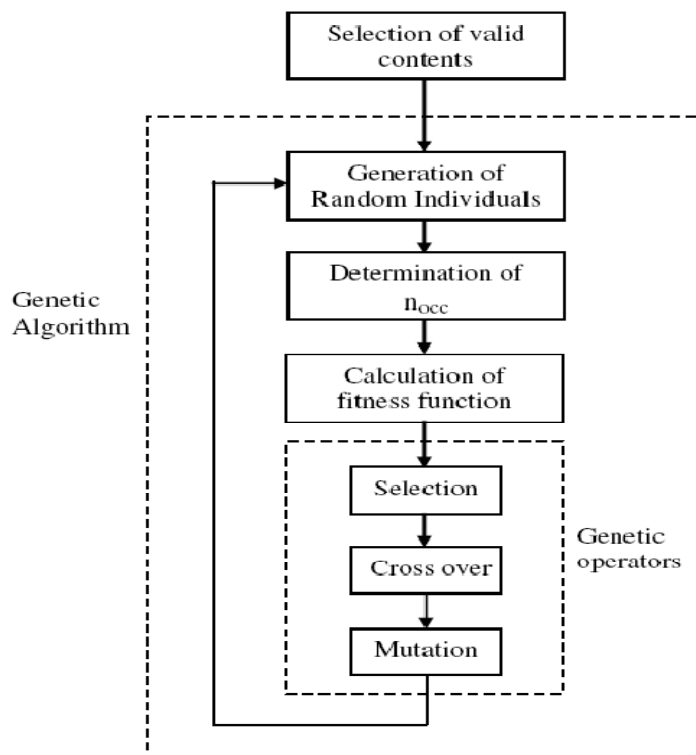 Selection of valid
contents
Generation of
Random Individuals
Determination of
nocc
Genetic
Algorithm
Calculation of
fitness function
Selection
Genetic
operators
Cross over
Mutation